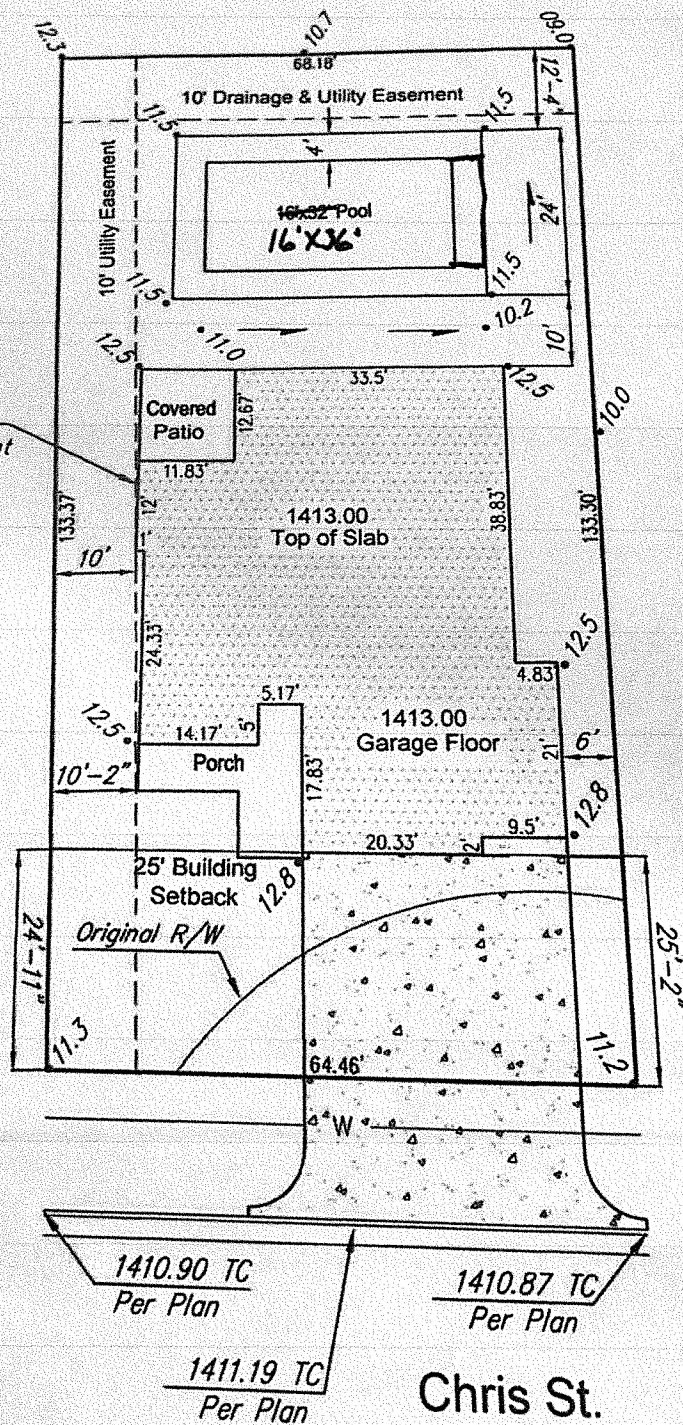 12.3
10.7
09.0
68.18'
12'-4"
10' Drainage & Utility Easement
11.5
11.5
4'
10' Utility Easement
16'x32' Pool
16'X36'
24'
11.5
11.5
11.0
10.2
10'
12.5
33.5'
12.5
Covered
Patio
12.67'
10.0
11.83'
133.37'
12'
1413.00
Top of Slab
38.83'
133.30'
1'
10'
24.33'
12.5
4.83'
5.17'
1413.00
Garage Floor
12.5
14.17'
5'
21'
6'
Porch
10'-2"
17.83'
12.8
9.5'
20.33'
2'
25' Building
Setback
12.8
24'-11"
Original R/W
25'-2"
11.3
64.46'
11.2
W
1410.90 TC
Per Plan
1410.87 TC
Per Plan
1411.19 TC
Per Plan
Chris St.